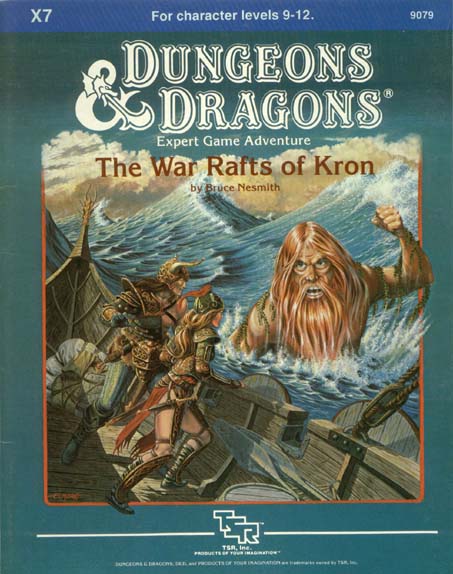 X7
For character levels 9-12.
9079
DUNGEONS
& DRAGONS®
Expert Game Adventure
The War Rafts of Kron
by Bruce Nesmith
ELMORE
TSR
TSR, Inc.
PRODUCTS OF YOUR IMAGINATION™
DUNGEONS & DRAGONS, D&D, and PRODUCTS OF YOUR IMAGINATION are trademarks owned by TSR, Inc.